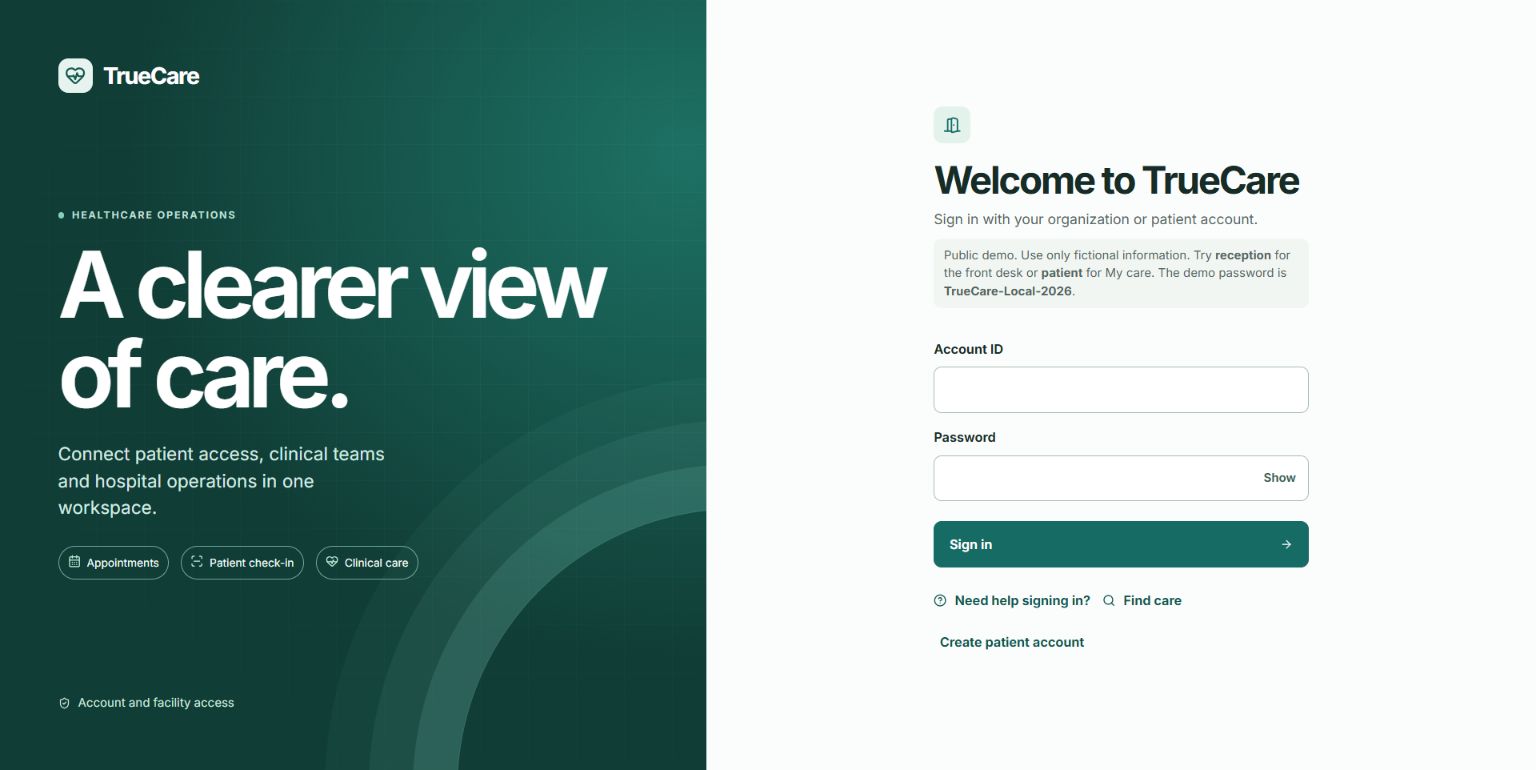 TrueCare
HEALTHCARE OPERATIONS
A clearer view
of care.
Connect patient access, clinical teams
and hospital operations in one
workspace.
Appointments
Patient check-in
Clinical care
Account and facility access
Welcome to TrueCare
Sign in with your organization or patient account.
Public demo. Use only fictional information. Try reception for
the front desk or patient for My care. The demo password is
TrueCare-Local-2026.
Account ID
Password
Show
Sign in
Need help signing in?
Find care
Create patient account